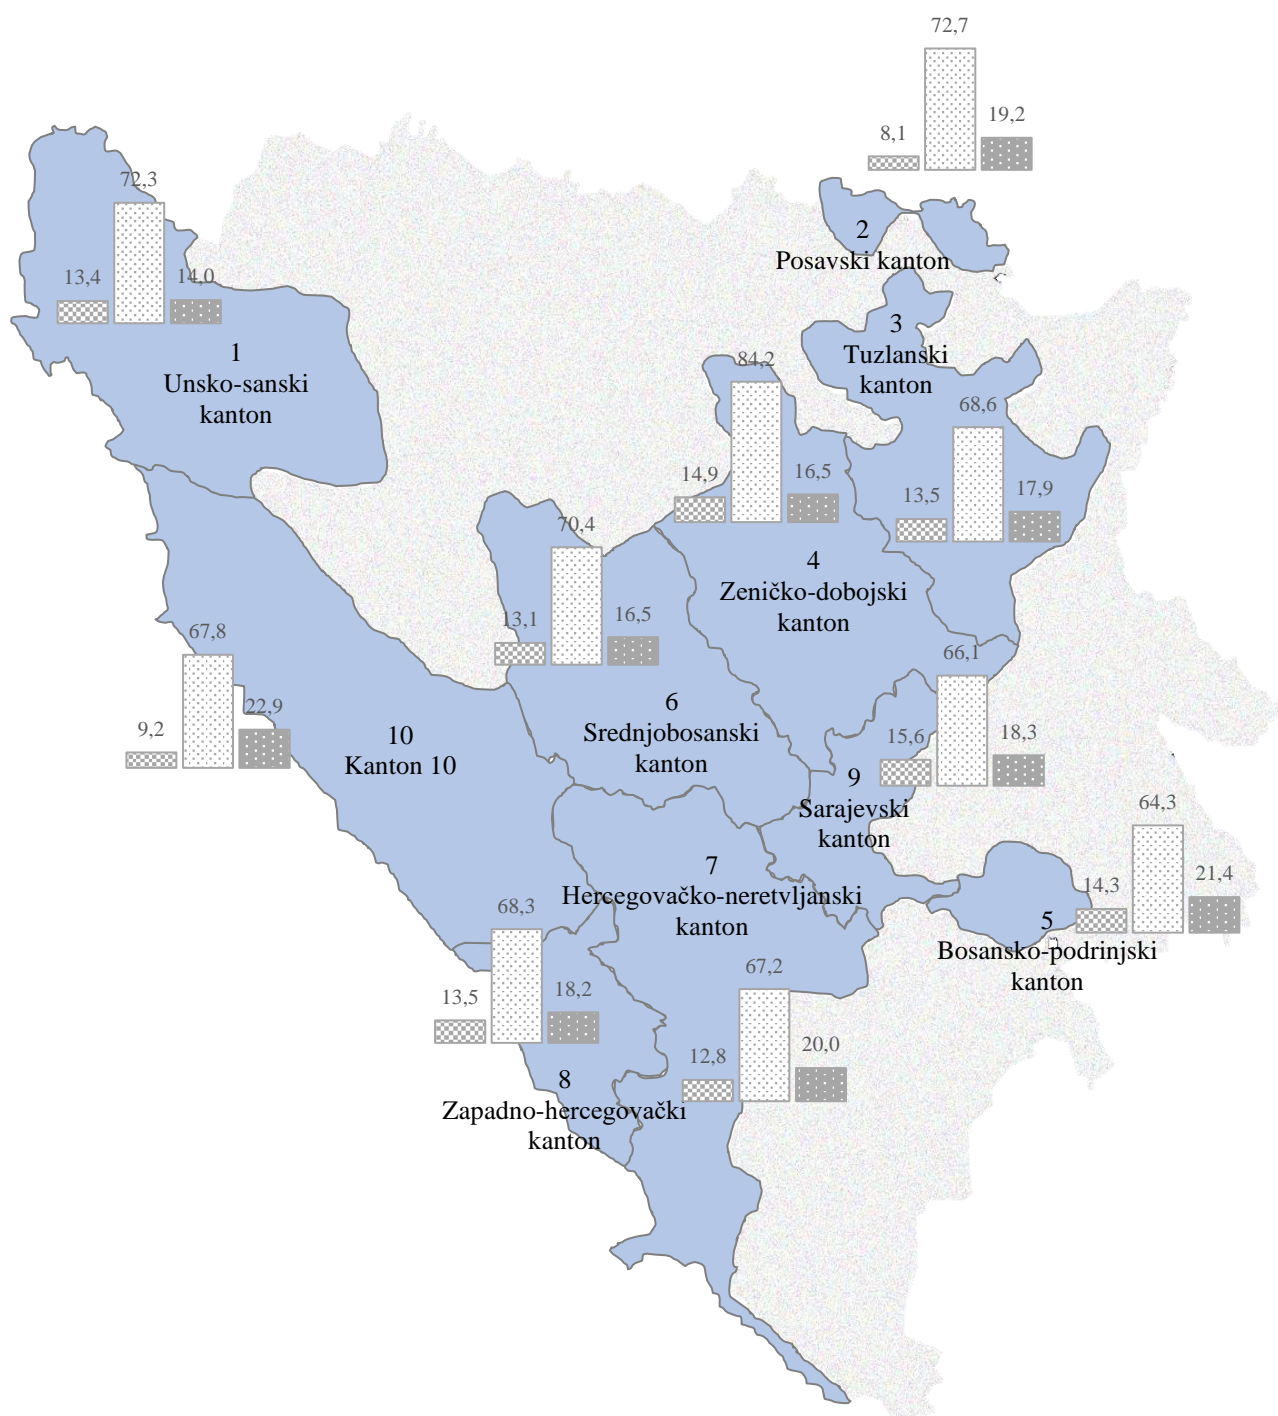 72,7
8,1
19,2
2
Posavski kanton
72,3
13,4
14,0
1
Unsko-sanski
kanton
3
Tuzlanski
kanton
84,2
14,9
16,5
68,6
13,5
17,9
4
Zeničko-dobojski
kanton
70,4
13,1
16,5
6
Srednjobosanski
kanton
67,8
9,2
22,9
10
Kanton 10
66,1
15,6
18,3
9
Sarajevski
kanton
64,3
14,3
21,4
5
Bosansko-podrinjski
kanton
7
Hercegovačko-neretvljanski
kanton
67,2
12,8
20,0
68,3
13,5
18,2
8
Zapadno-hercegovački
kanton